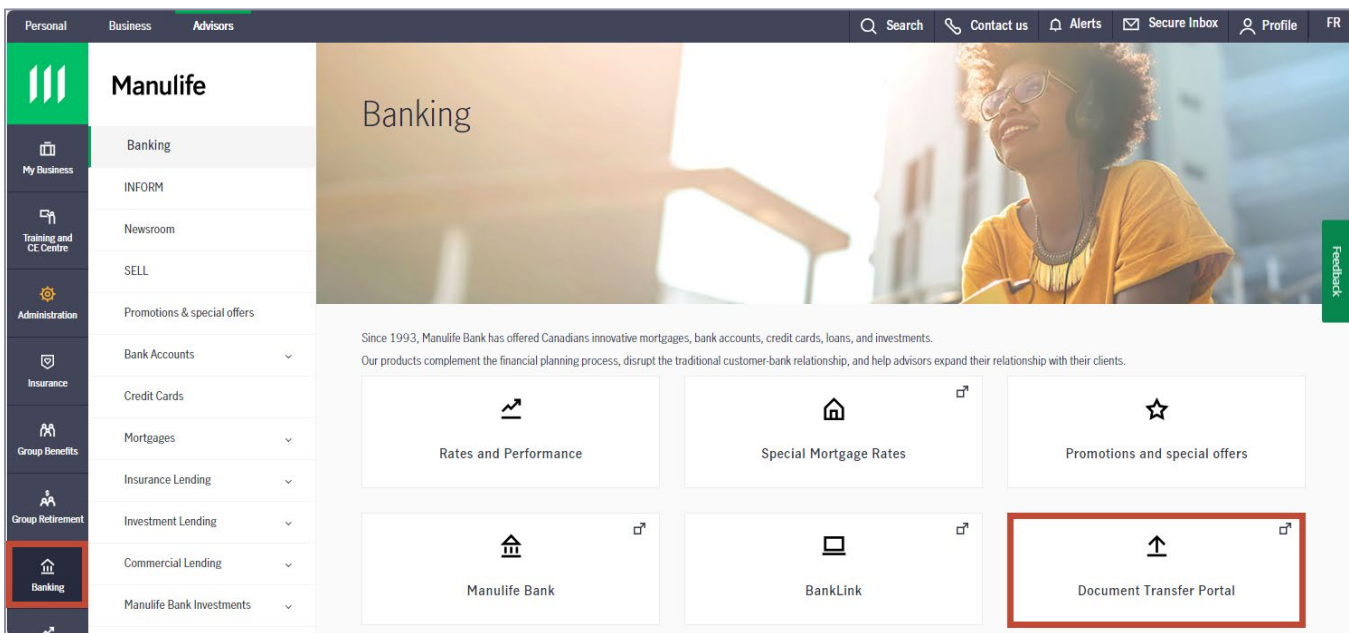 Personal Business Advisors Search Contact us Alerts Secure Inbox Profile FR
Manulife
My Business
Training and
CE Centre
Administration
Insurance
Group Benefits
Group Retirement
Banking
Banking
INFORM
Newsroom
SELL
Promotions & special offers
Bank Accounts
Credit Cards
Mortgages
Insurance Lending
Investment Lending
Commercial Lending
Manulife Bank Investments
Banking
Feedback
Since 1993, Manulife Bank has offered Canadians innovative mortgages, bank accounts, credit cards, loans, and investments.
Our products complement the financial planning process, disrupt the traditional customer-bank relationship, and help advisors expand their relationship with their clients.
Rates and Performance
Special Mortgage Rates
Promotions and special offers
Manulife Bank
BankLink
Document Transfer Portal